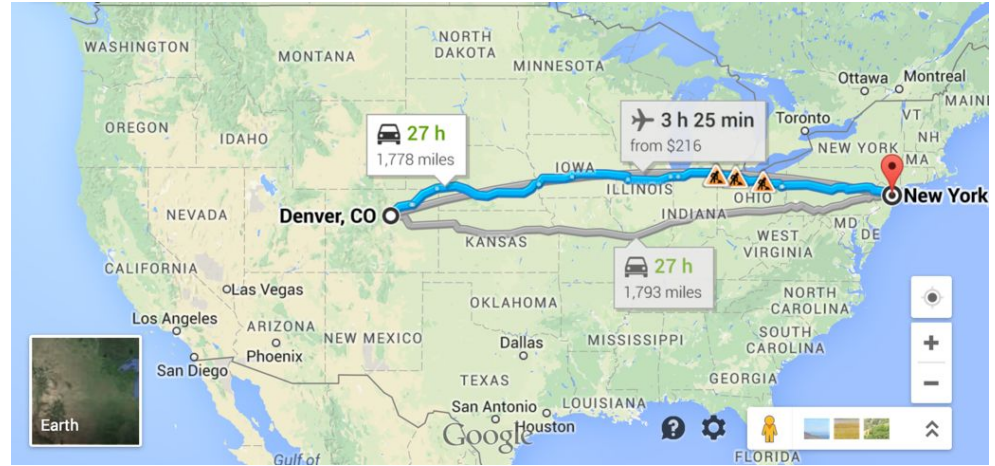 WASHINGTON
MONTANA
NORTH
DAKOTA
MINNESOTA
Ottawa
Montreal
MAINE
VT
NH
OREGON
IDAHO
27 h
1,778 miles
3 h 25 min
from $216
Toronto
NEW YORK
MA
IOWA
ILLINOIS
OHIO
New York
Denver, CO
NEVADA
INDIANA
KANSAS
MD
DE
WEST
VIRGINIA
27 h
1,793 miles
CALIFORNIA
Las Vegas
OKLAHOMA
NORTH
CAROLINA
Los Angeles
ARIZONA
NEW MEXICO
Dallas
MISSISSIPPI
SOUTH
CAROLINA
Phoenix
San Diego
TEXAS
GEORGIA
San Antonio
LOUISIANA
Houston
Google
Earth
Gulf of
FLORIDA